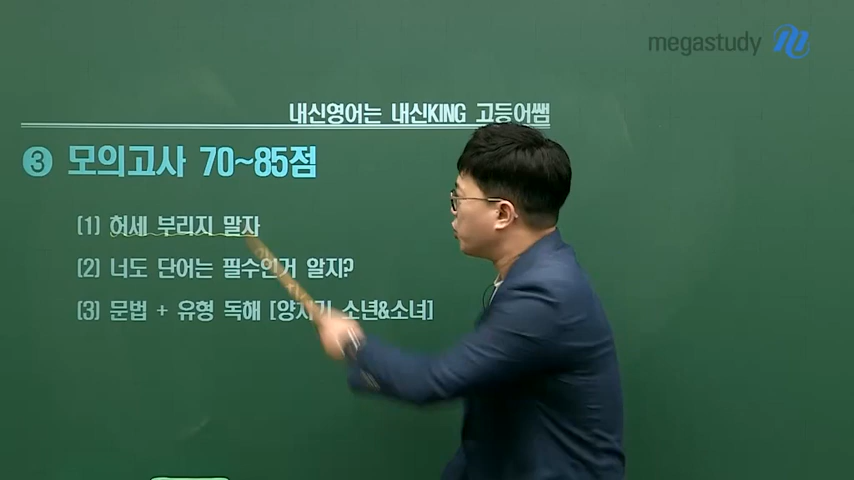 megastudy
내신영어는 내신KING 고등어쌤
3 모의고사 70~85점
(1) 허세 부리지 말자
(2) 너도 단어는 필수인거 알지?
(3) 문법 + 유형 독해 [양치기 소년&소녀]